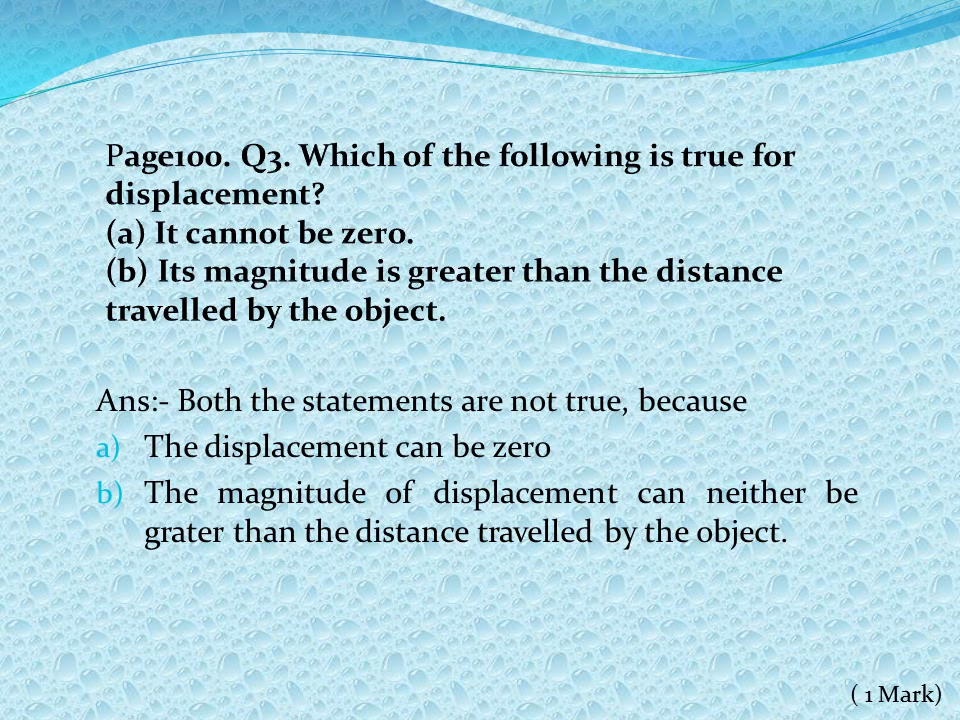 Page100. Q3. Which of the following is true for
displacement?
(a) It cannot be zero.
(b) Its magnitude is greater than the distance
travelled by the object.
Ans:- Both the statements are not true, because
a) The displacement can be zero
b) The magnitude of displacement can neither be
grater than the distance travelled by the object.
( 1 Mark)